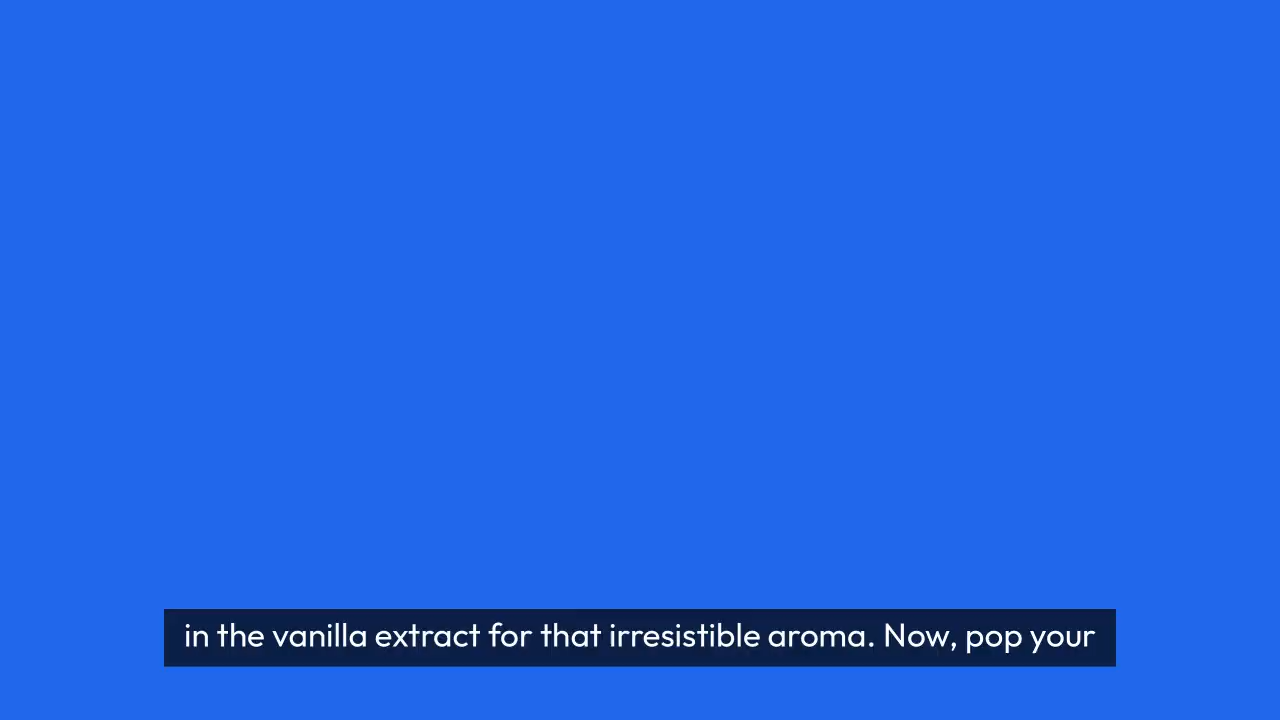 in the vanilla extract for that irresistible aroma. Now, pop your